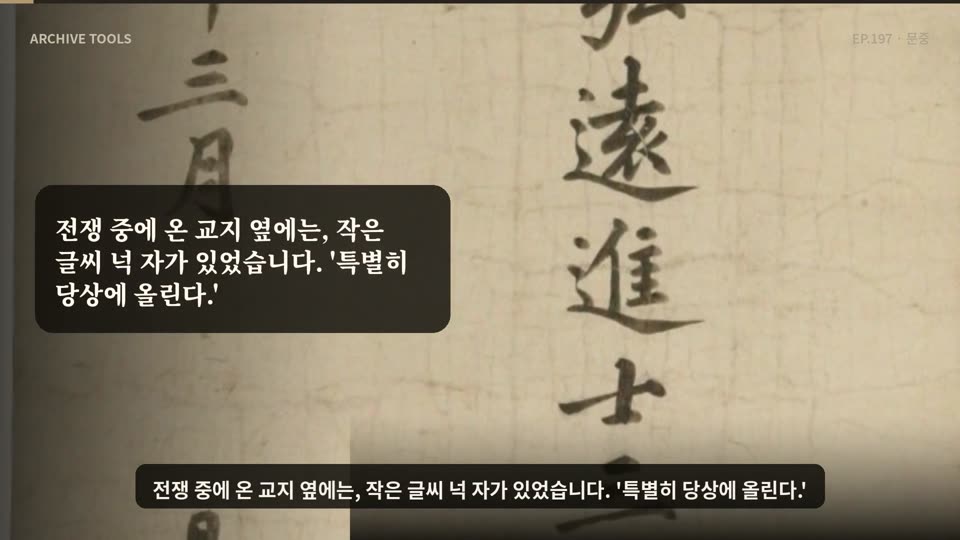 ARCHIVE TOOLS
EP.197 · 문중
遠進士三
三月
전쟁 중에 온 교지 옆에는, 작은
글씨 넉 자가 있었습니다. '특별히
당상에 올린다.'
전쟁 중에 온 교지 옆에는, 작은 글씨 넉 자가 있었습니다. '특별히 당상에 올린다.'